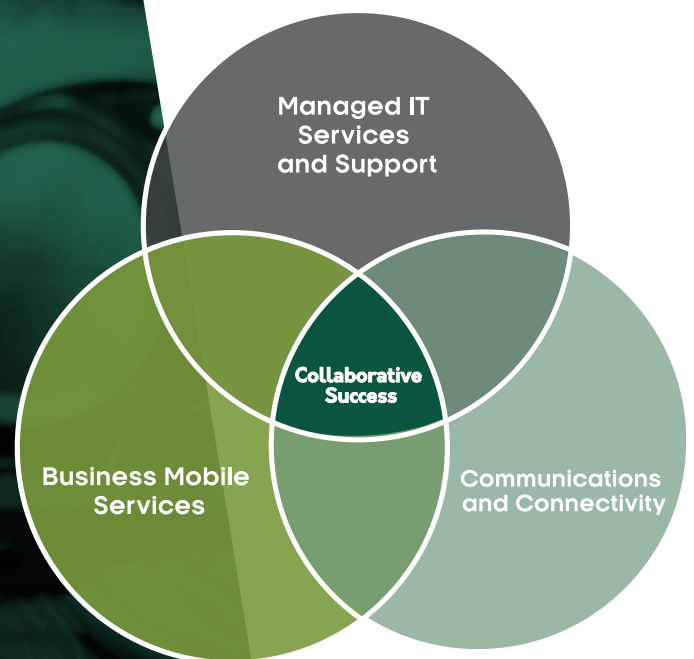 Managed IT
Services
and Support
Collaborative
Success
Business Mobile
Services
Communications
and Connectivity